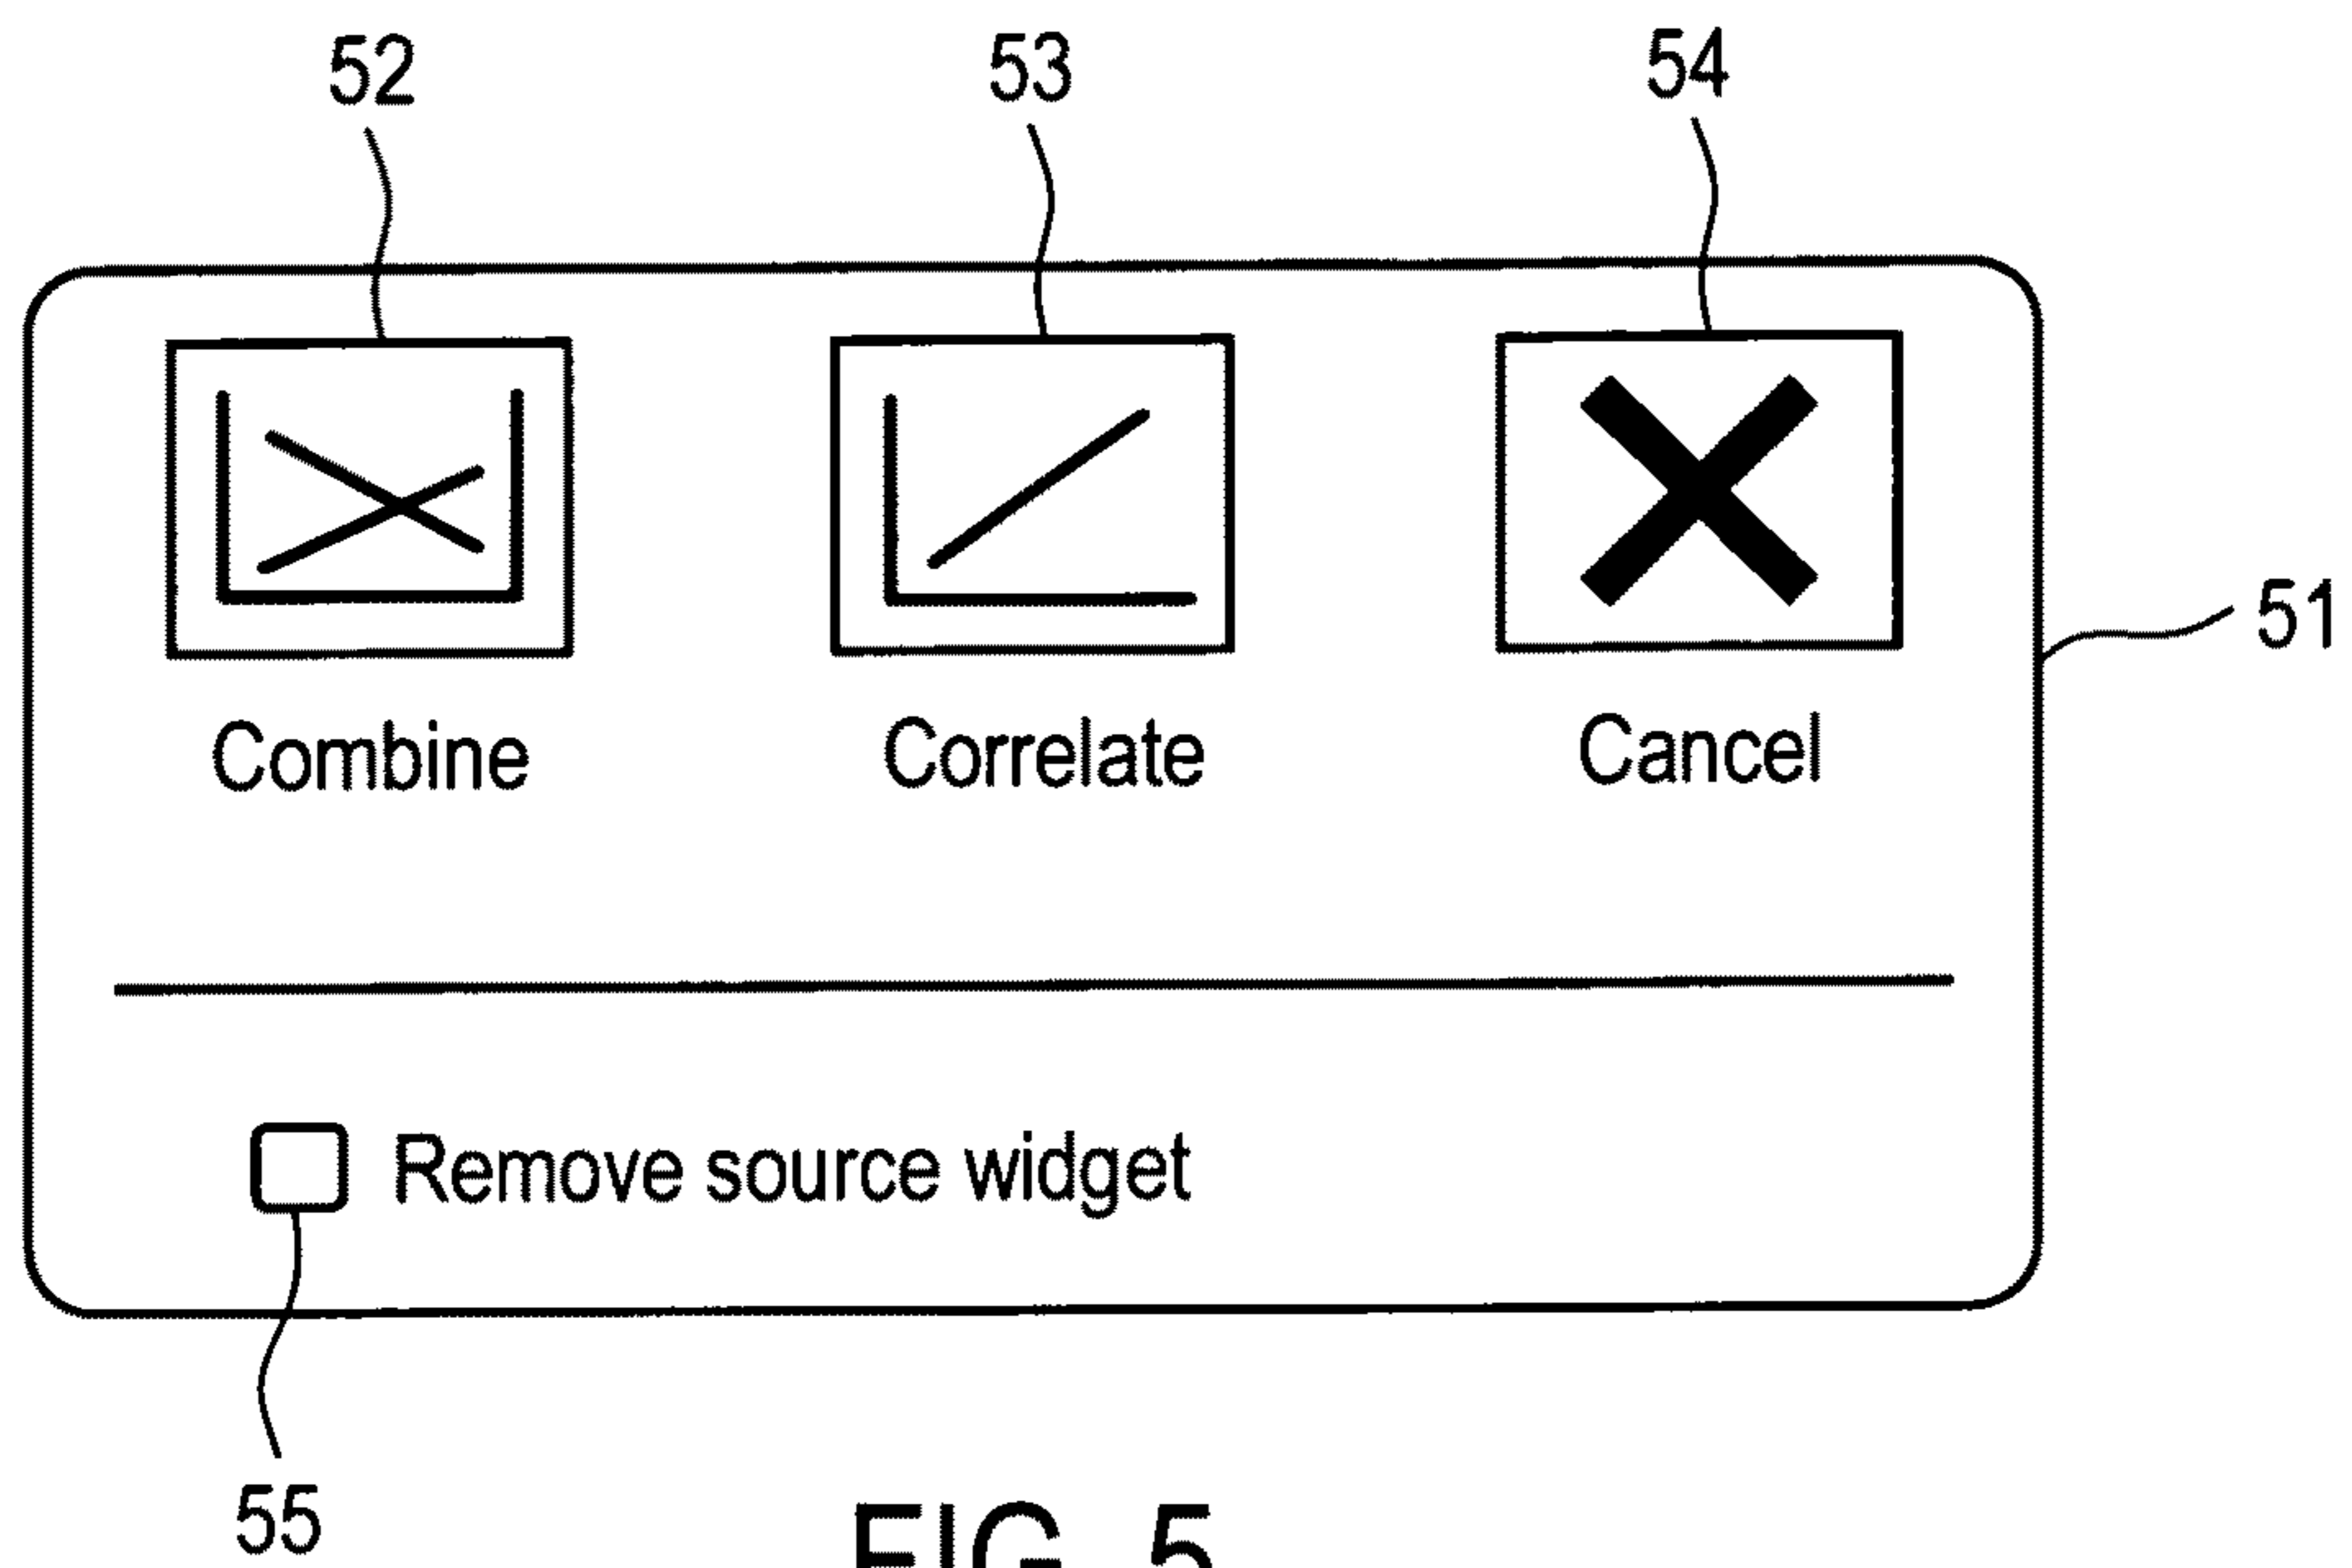 52 53 54
51
Combine Correlate Cancel
Remove source widget
55
FIG. 5